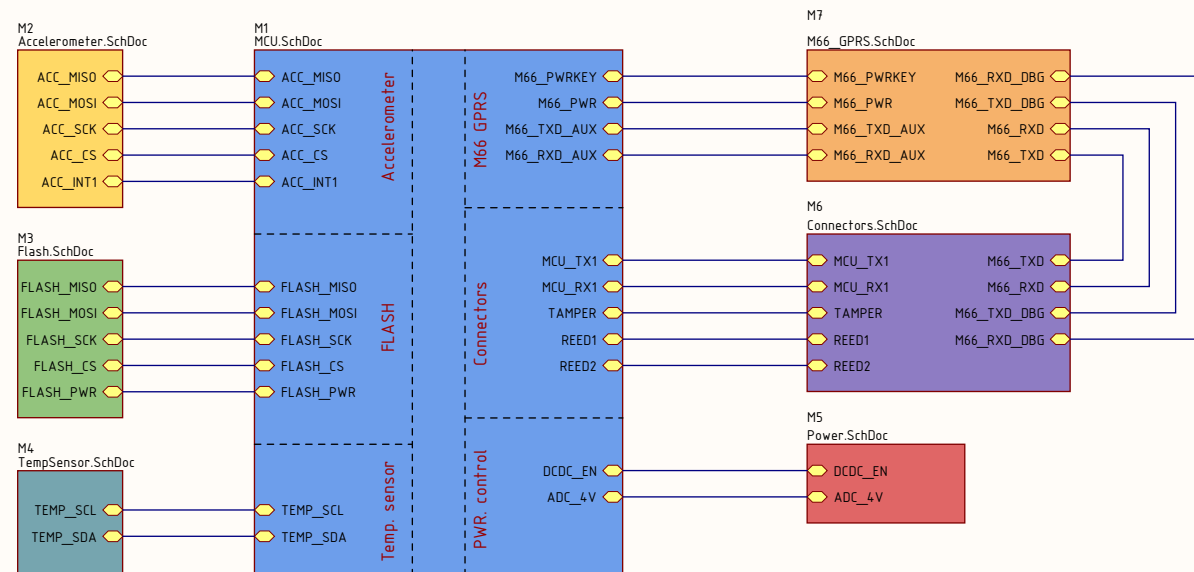 M2
Accelerometer.SchDoc
ACC_MISO
ACC_MOSI
ACC_SCK
ACC_CS
ACC_INT1
M3
Flash.SchDoc
FLASH_MISO
FLASH_MOSI
FLASH_SCK
FLASH_CS
FLASH_PWR
M4
TempSensor.SchDoc
TEMP_SCL
TEMP_SDA
M1
MCU.SchDoc
ACC_MISO
ACC_MOSI
ACC_SCK
ACC_CS
ACC_INT1
Accelerometer
FLASH_MISO
FLASH_MOSI
FLASH_SCK
FLASH_CS
FLASH_PWR
FLASH
TEMP_SCL
TEMP_SDA
Temp. sensor
M66 GPRS
M66_PWRKEY
M66_PWR
M66_TXD_AUX
M66_RXD_AUX
Connectors
MCU_TX1
MCU_RX1
TAMPER
REED1
REED2
PWR. control
DCDC_EN
ADC_4V
M7
M66_GPRS.SchDoc
M66_PWRKEY
M66_PWR
M66_TXD_AUX
M66_RXD_AUX
M66_RXD_DBG
M66_TXD_DBG
M66_RXD
M66_TXD
M6
Connectors.SchDoc
MCU_TX1
MCU_RX1
TAMPER
REED1
REED2
M66_TXD
M66_RXD
M66_TXD_DBG
M66_RXD_DBG
M5
Power.SchDoc
DCDC_EN
ADC_4V